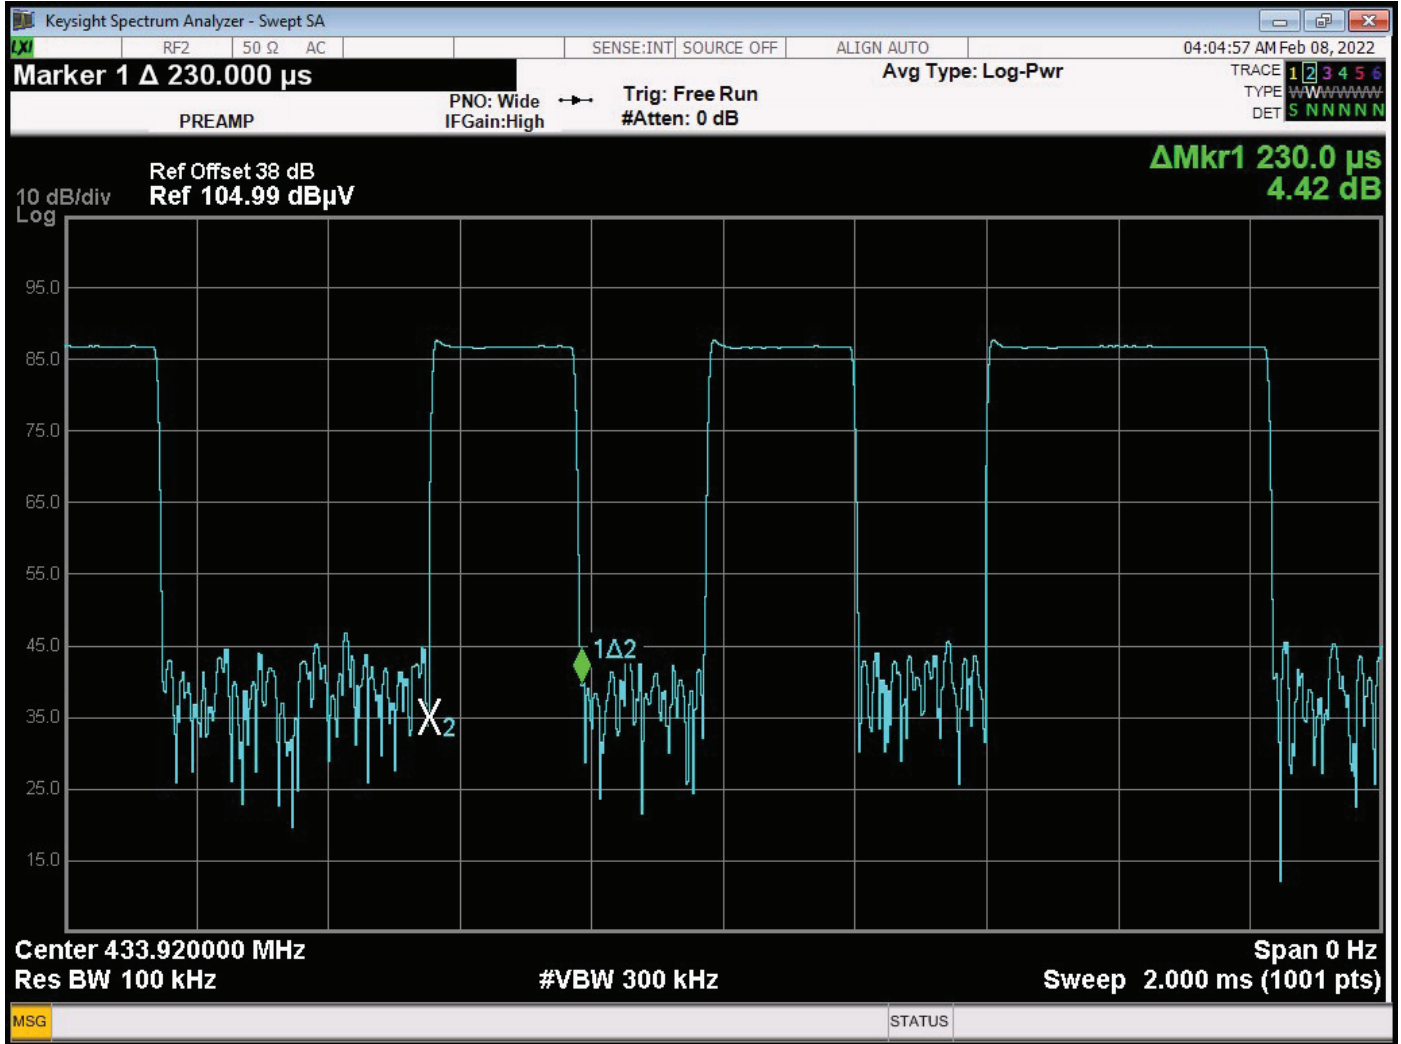 Keysight Spectrum Analyzer - Swept SA
LXI RF2 50 Ω AC SENSE:INT SOURCE OFF ALIGN AUTO 04:04:57 AM Feb 08, 2022
Marker 1 Δ 230.000 µs
PREAMP
PNO: Wide
IFGain:High
Trig: Free Run
#Atten: 0 dB
Avg Type: Log-Pwr
TRACE 1 2 3 4 5 6
TYPE WWWWWW
DET S N N N N N
ΔMkr1 230.0 µs
4.42 dB
Ref Offset 38 dB
10 dB/div Ref 104.99 dBµV
Log
95.0
85.0
75.0
65.0
55.0
45.0
35.0
25.0
15.0
1Δ2
X2
Center 433.920000 MHz Span 0 Hz
Res BW 100 kHz #VBW 300 kHz Sweep 2.000 ms (1001 pts)
MSG STATUS